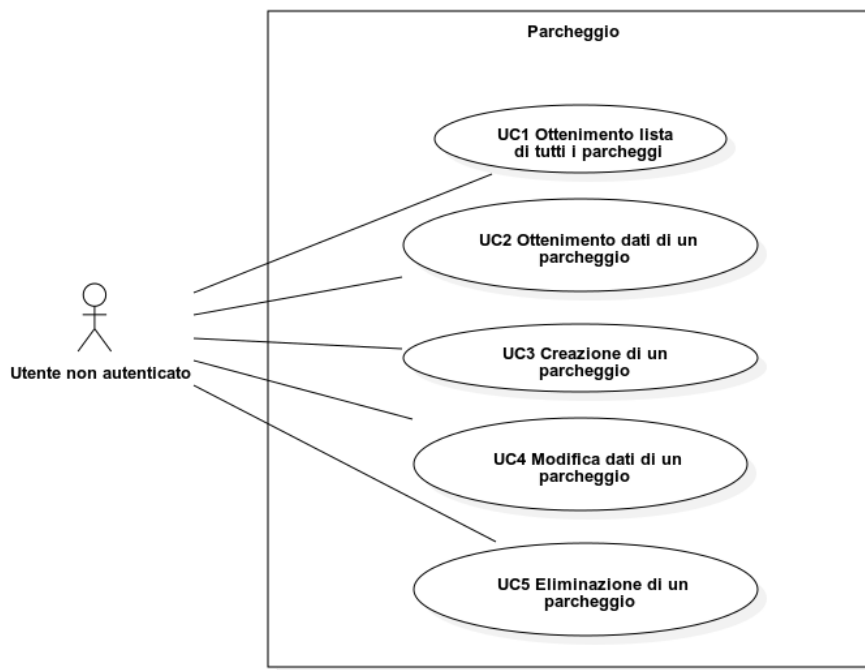 Parcheggio
UC1 Ottenimento lista
di tutti i parcheggi
UC2 Ottenimento dati di un
parcheggio
UC3 Creazione di un
parcheggio
Utente non autenticato
UC4 Modifica dati di un
parcheggio
UC5 Eliminazione di un
parcheggio